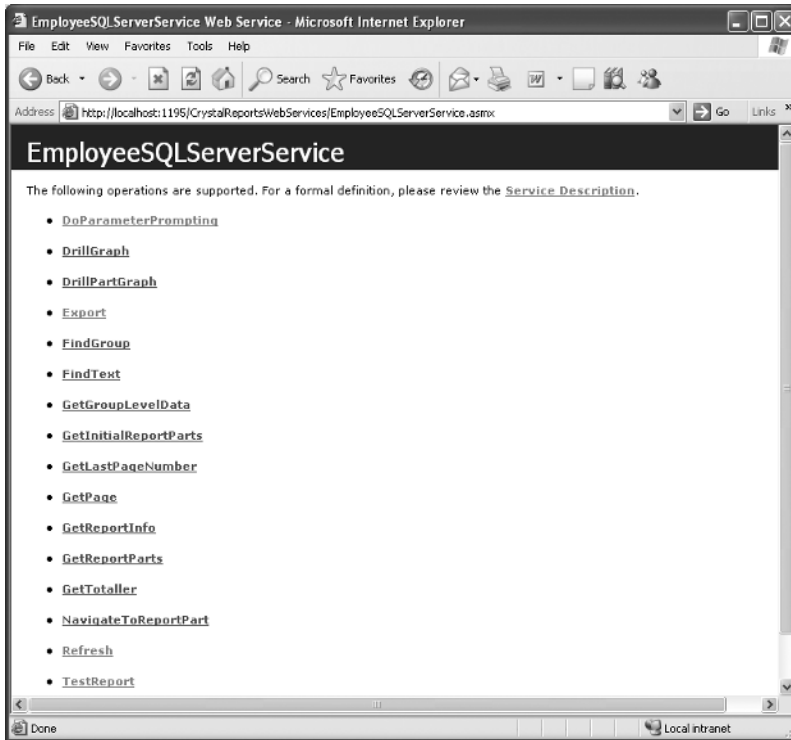 EmployeeSQLServerService Web Service - Microsoft Internet Explorer
File Edit View Favorites Tools Help
Back Search Favorites
Address http://localhost:1195/CrystalReportsWebServices/EmployeeSQLServerService.asmx Go Links »
EmployeeSQLServerService
The following operations are supported. For a formal definition, please review the Service Description.
• DoParameterPrompting
• DrillGraph
• DrillPartGraph
• Export
• FindGroup
• FindText
• GetGroupLevelData
• GetInitialReportParts
• GetLastPageNumber
• GetPage
• GetReportInfo
• GetReportParts
• GetTotaller
• NavigateToReportPart
• Refresh
• TestReport
Done Local intranet